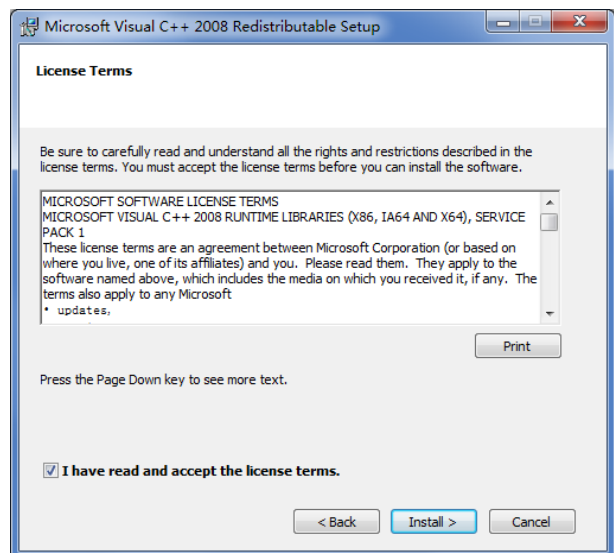 Microsoft Visual C++ 2008 Redistributable Setup
License Terms
Be sure to carefully read and understand all the rights and restrictions described in the
license terms. You must accept the license terms before you can install the software.
MICROSOFT SOFTWARE LICENSE TERMS
MICROSOFT VISUAL C++ 2008 RUNTIME LIBRARIES (X86, IA64 AND X64), SERVICE
PACK 1
These license terms are an agreement between Microsoft Corporation (or based on
where you live, one of its affiliates) and you.  Please read them.  They apply to the
software named above, which includes the media on which you received it, if any.  The
terms also apply to any Microsoft
• updates,
Print
Press the Page Down key to see more text.
I have read and accept the license terms.
< Back Install > Cancel